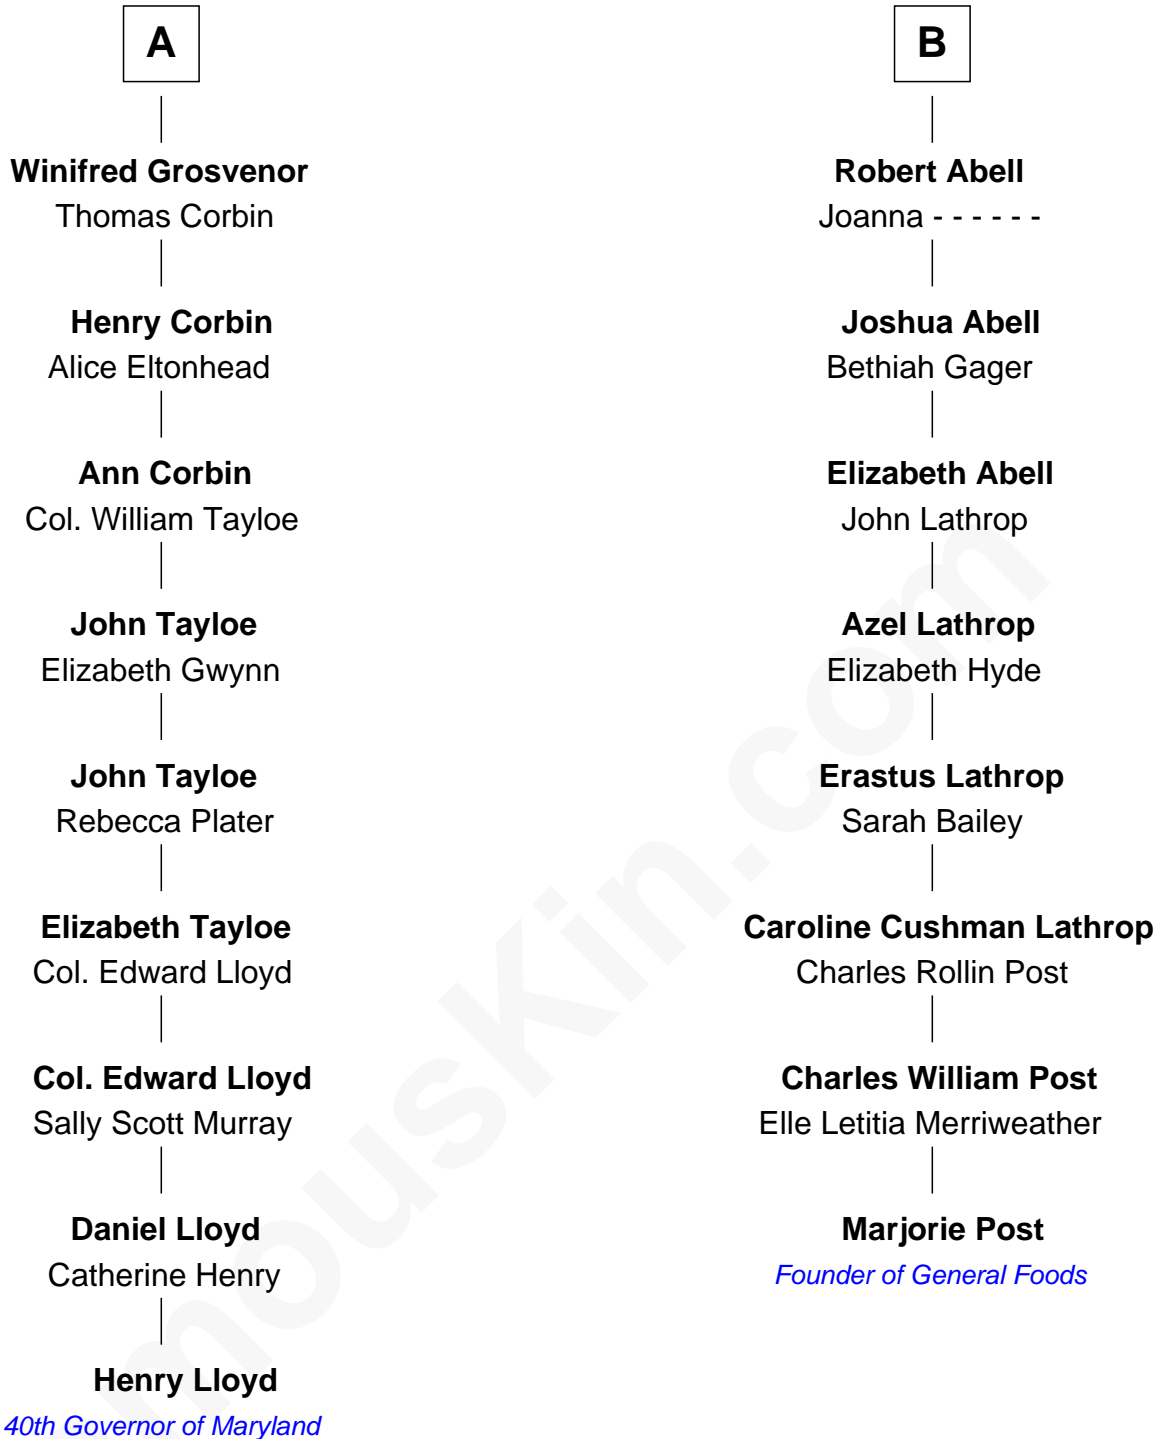 A
Winifred Grosvenor
Thomas Corbin
Henry Corbin
Alice Eltonhead
Ann Corbin
Col. William Tayloe
John Tayloe
Elizabeth Gwynn
John Tayloe
Rebecca Plater
Elizabeth Tayloe
Col. Edward Lloyd
Col. Edward Lloyd
Sally Scott Murray
Daniel Lloyd
Catherine Henry
Henry Lloyd
40th Governor of Maryland
B
Robert Abell
Joanna - - - - - -
Joshua Abell
Bethiah Gager
Elizabeth Abell
John Lathrop
Azel Lathrop
Elizabeth Hyde
Erastus Lathrop
Sarah Bailey
Caroline Cushman Lathrop
Charles Rollin Post
Charles William Post
Elle Letitia Merriweather
Marjorie Post
Founder of General Foods
mouskin.com